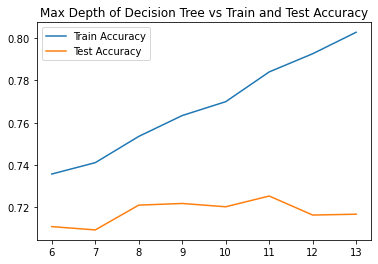 Max Depth of Decision Tree vs Train and Test Accuracy
Train Accuracy
Test Accuracy
0.80
0.78
0.76
0.74
0.72
6 7 8 9 10 11 12 13